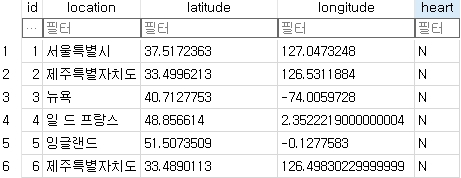 id location latitude longitude heart
... 필터 필터 필터 필터
1 1 서울특별시 37.5172363 127.0473248 N
2 2 제주특별자치도 33.4996213 126.5311884 N
3 3 뉴욕 40.7127753 -74.0059728 N
4 4 일 드 프랑스 48.856614 2.3522219000000004 N
5 5 잉글랜드 51.5073509 -0.1277583 N
6 6 제주특별자치도 33.4890113 126.49830229999999 N